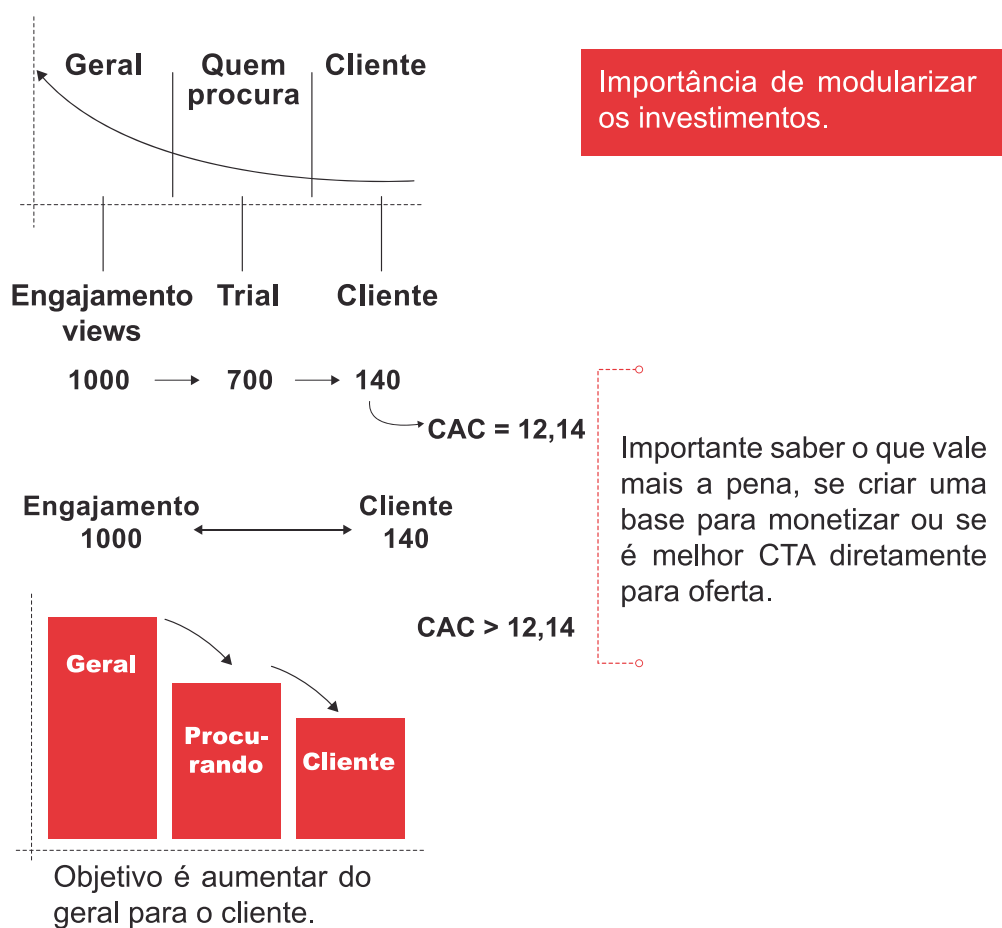 Geral
Quem
procura
Cliente
Importância de modularizar
os investimentos.
Engajamento
views
Trial
Cliente
1000
700
140
CAC = 12,14
Engajamento
1000
Cliente
140
Importante saber o que vale
mais a pena, se criar uma
base para monetizar ou se
é melhor CTA diretamente
para oferta.
CAC > 12,14
Geral
Procu-
rando
Cliente
Objetivo é aumentar do
geral para o cliente.